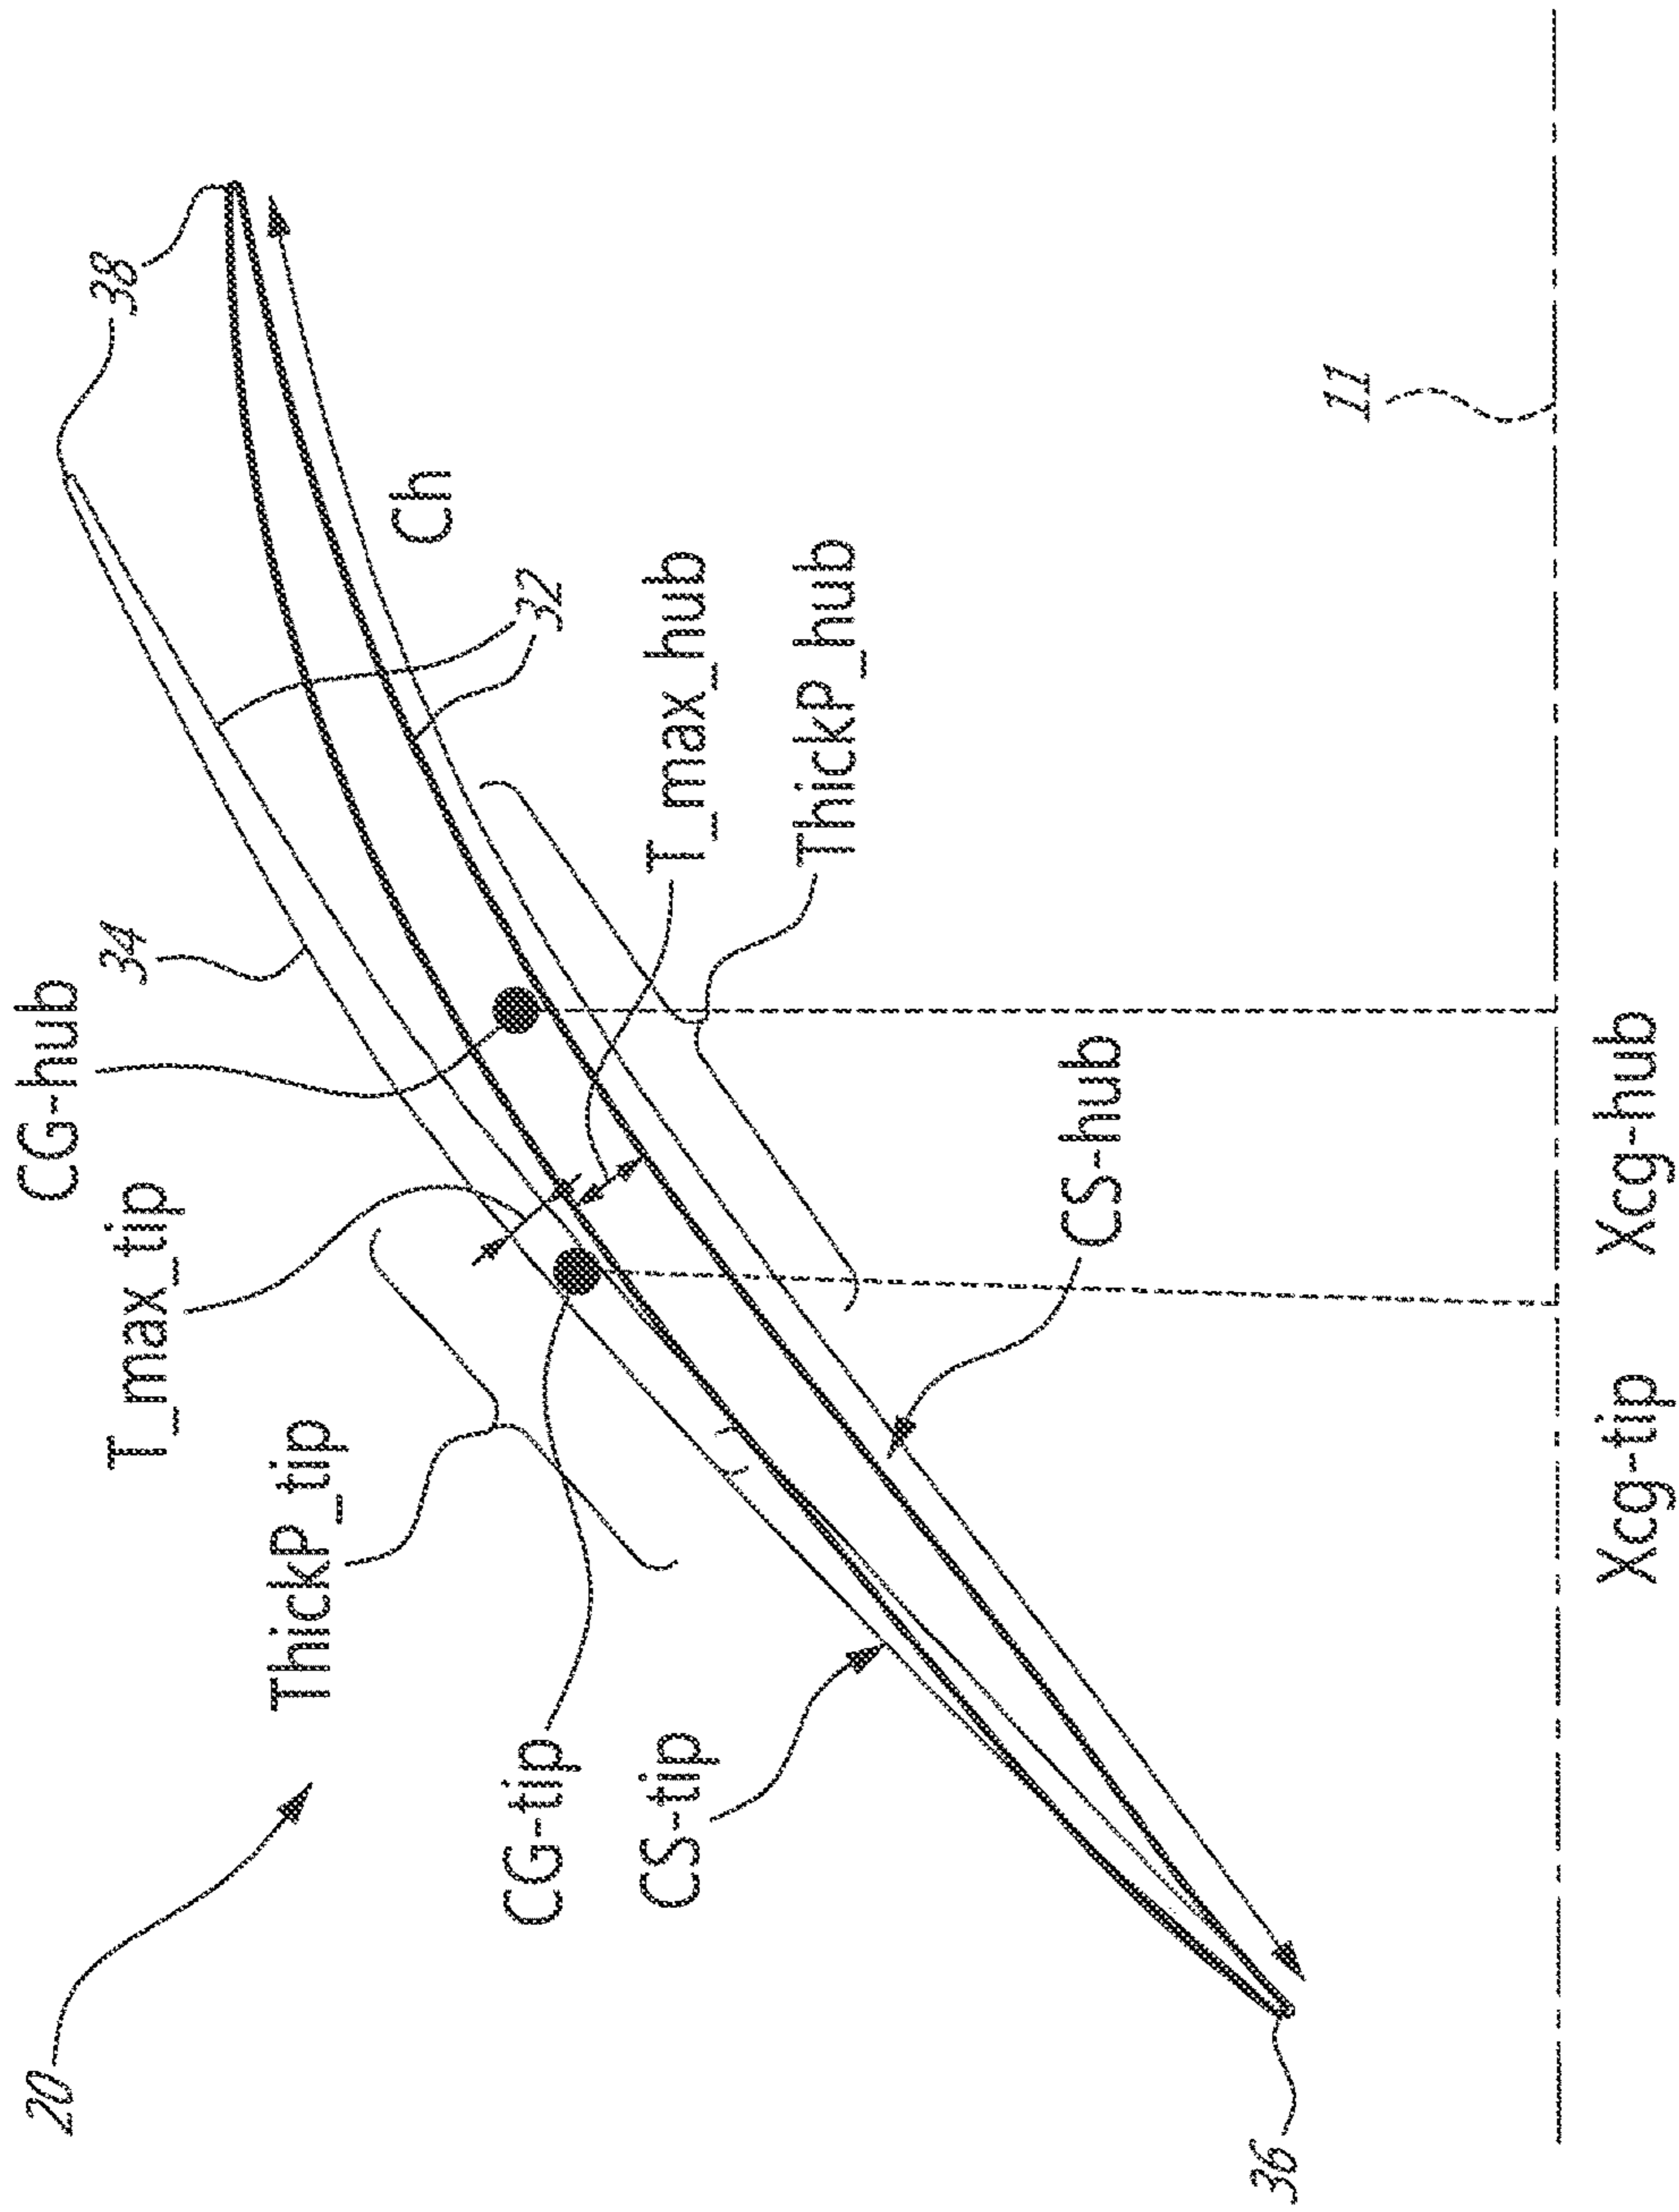 20
36
38
34
32
11
CG-hub
T_max_tip
ThickP_tip
CG-tip
CS-tip
Ch
T_max_hub
ThickP_hub
CS-hub
Xcg-hub
Xcg-tip